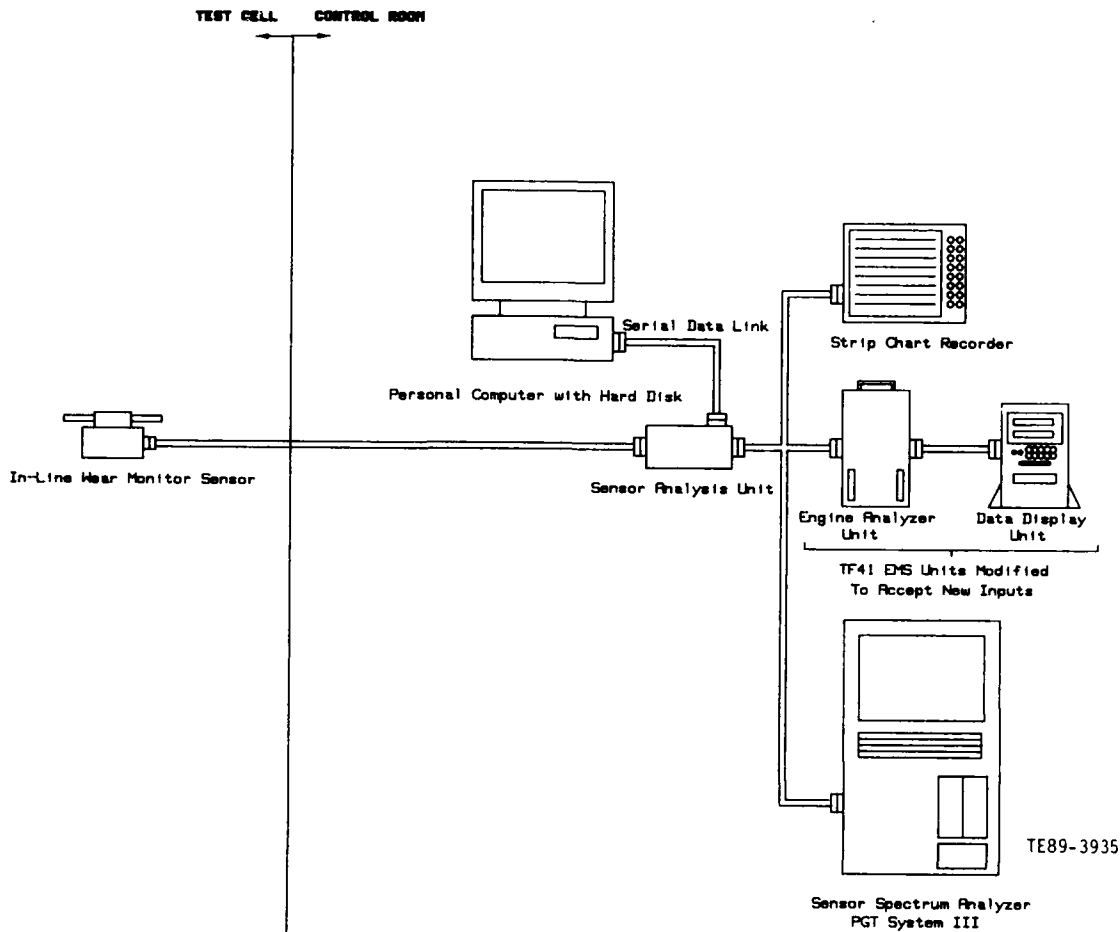 TEST CELL CONTROL ROOM
Serial Data Link
Strip Chart Recorder
Personal Computer with Hard Disk
In-Line Wear Monitor Sensor
Sensor Analysis Unit
Engine Analyzer
Unit
Data Display
Unit
TF41 EMS Units Modified
To Accept New Inputs
TE89-3935
Sensor Spectrum Analyzer
PGT System III